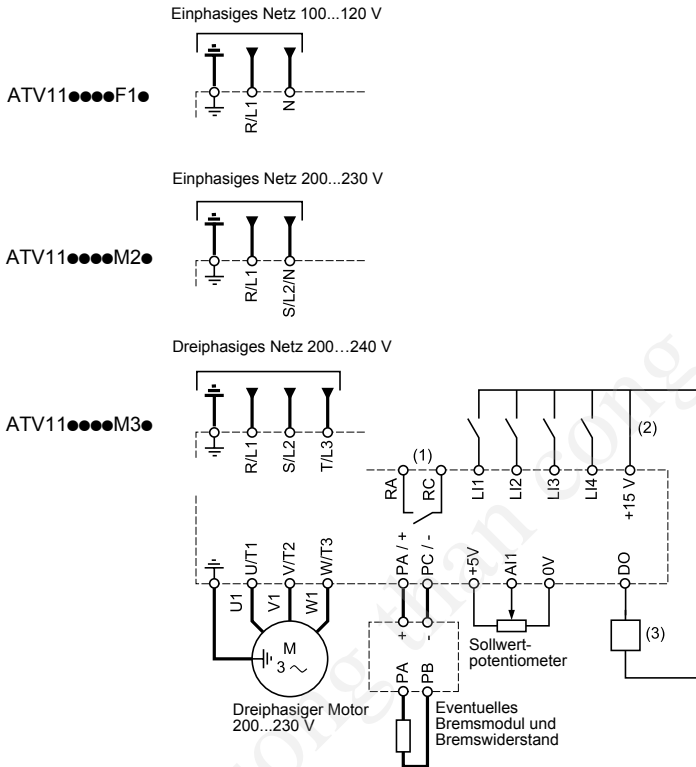 Einphasiges Netz 100...120 V
ATV11●●●●F1●
R/L1
N
Einphasiges Netz 200...230 V
ATV11●●●●M2●
R/L1
S/L2/N
Dreiphasiges Netz 200...240 V
ATV11●●●●M3●
R/L1
S/L2
T/L3
(1)
(2)
RA
RC
LI1
LI2
LI3
LI4
+15 V
U/T1
V/T2
W/T3
PA / +
PC / -
+5V
AI1
0V
DO
U1
V1
W1
M
3 ~
+
-
PA
PB
Sollwert-
potentiometer
(3)
Dreiphasiger Motor
200...230 V
Eventuelles
Bremsmodul und
Bremswiderstand
rong than cong